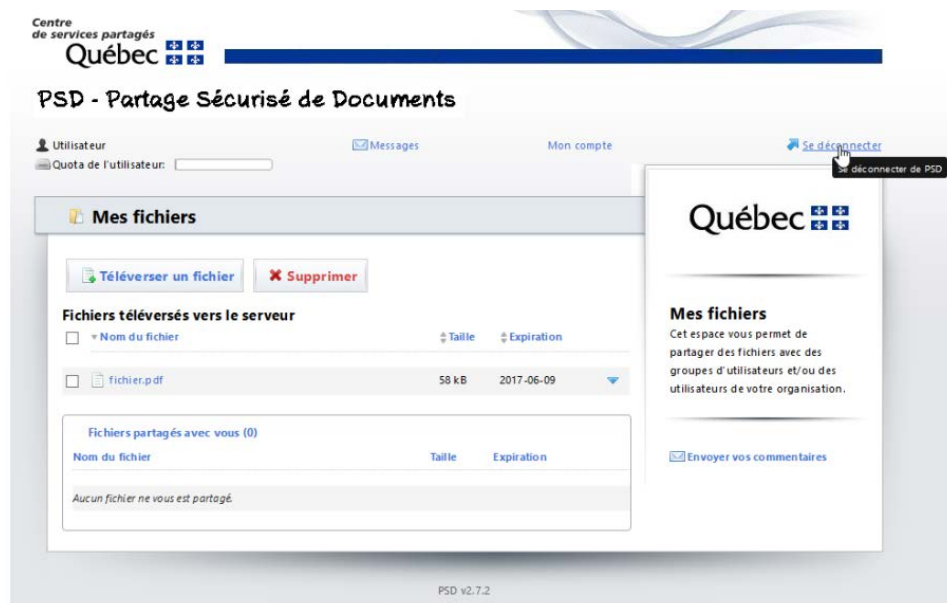 Centre
de services partagés
Québec
PSD - Partage Sécurisé de Documents
Utilisateur
Messages
Mon compte
Se déconnecter
Quota de l'utilisateur:
Se déconnecter de PSD
Mes fichiers
Québec
Téléverser un fichier
Supprimer
Fichiers téléversés vers le serveur
Nom du fichier Taille Expiration
fichier.pdf 58 kB 2017-06-09
Fichiers partagés avec vous (0)
Nom du fichier Taille Expiration
Aucun fichier ne vous est partagé.
Mes fichiers
Cet espace vous permet de
partager des fichiers avec des
groupes d'utilisateurs et/ou des
utilisateurs de votre organisation.
Envoyer vos commentaires
PSD v2.7.2